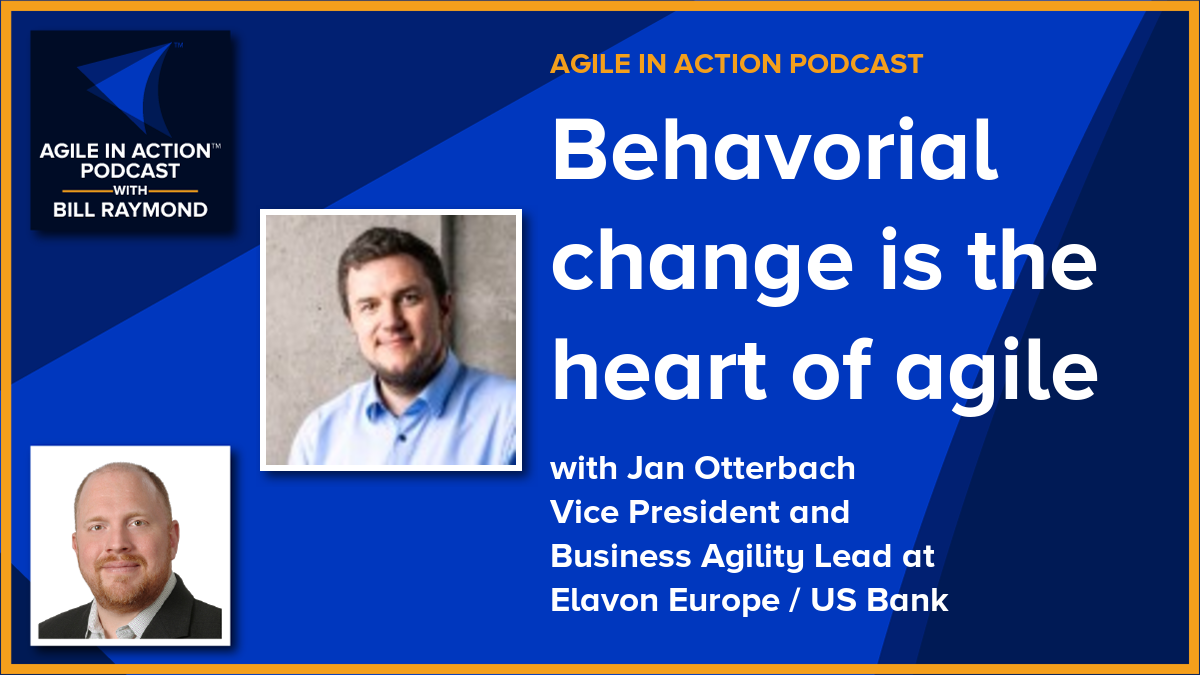 AGILE IN ACTION™
PODCAST
WITH
BILL RAYMOND
AGILE IN ACTION PODCAST
Behavorial
change is the
heart of agile
with Jan Otterbach
Vice President and
Business Agility Lead at
Elavon Europe / US Bank
TM